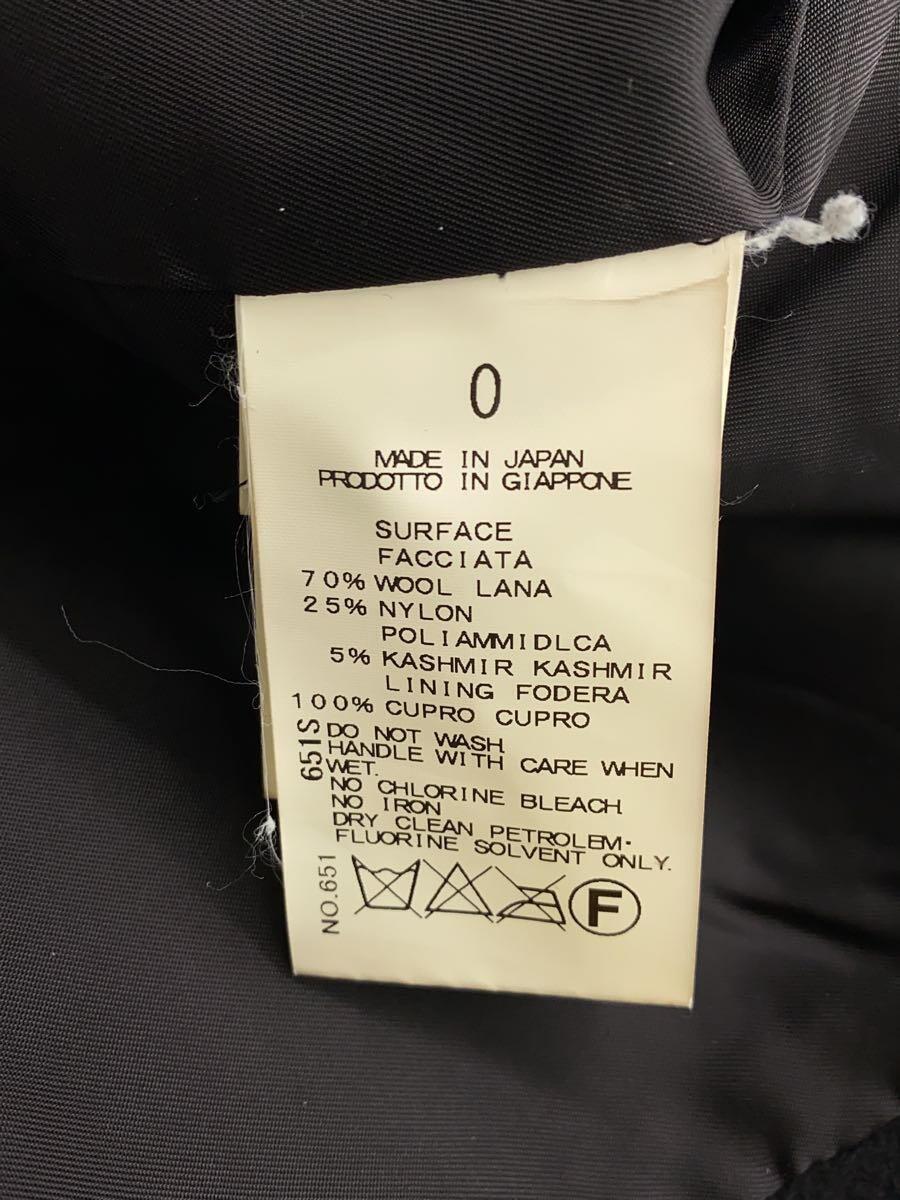 0
MADE IN JAPAN
PRODOTTO IN GIAPPONE
SURFACE
FACCIATA
70% WOOL LANA
25% NYLON
POLIAMMIDLCA
5% KASHMIR KASHMIR
LINING FODERA
100% CUPRO CUPRO
651S
DO NOT WASH
HANDLE WITH CARE WHEN
WET.
NO CHLORINE BLEACH
NO IRON
DRY CLEAN PETROLEM·
FLUORINE SOLVENT ONLY.
NO.651
F